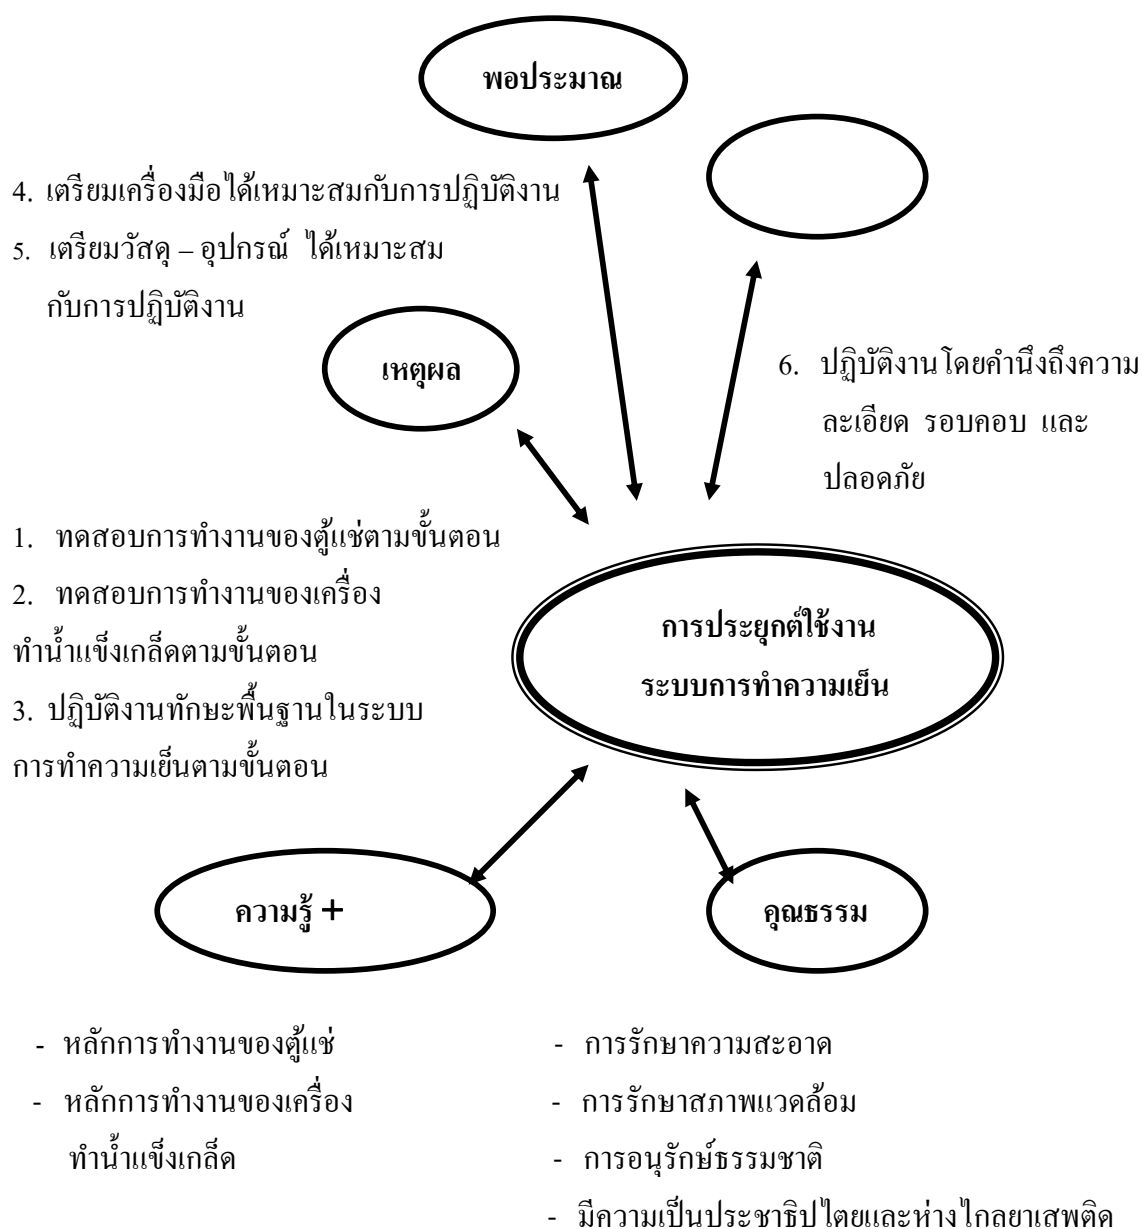 พอประมาณ
4. เตรียมเครื่องมือได้เหมาะสมกับการปฏิบัติงาน
5. เตรียมวัสดุ – อุปกรณ์ ได้เหมาะสม
กับการปฏิบัติงาน
เหตุผล
6. ปฏิบัติงานโดยคำนึงถึงความ
ละเอียด รอบคอบ และ
ปลอดภัย
1. ทดสอบการทำงานของตู้แช่ตามขั้นตอน
2. ทดสอบการทำงานของเครื่อง
ทำน้ำแข็งเกล็ดตามขั้นตอน
3. ปฏิบัติงานทักษะพื้นฐานในระบบ
การทำความเย็นตามขั้นตอน
การประยุกต์ใช้งาน
ระบบการทำความเย็น
ความรู้ +
คุณธรรม
- หลักการทำงานของตู้แช่
- หลักการทำงานของเครื่อง
ทำน้ำแข็งเกล็ด
- การรักษาความสะอาด
- การรักษาสภาพแวดล้อม
- การอนุรักษ์ธรรมชาติ
- มีความเป็นประชาธิปไตยและห่างไกลยาเสพติด